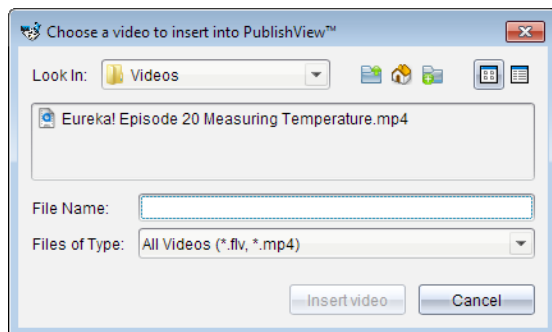 Choose a video to insert into PublishView™
Look In: Videos
Eureka! Episode 20 Measuring Temperature.mp4
File Name:
Files of Type: All Videos (*.flv, *.mp4)
Insert video Cancel